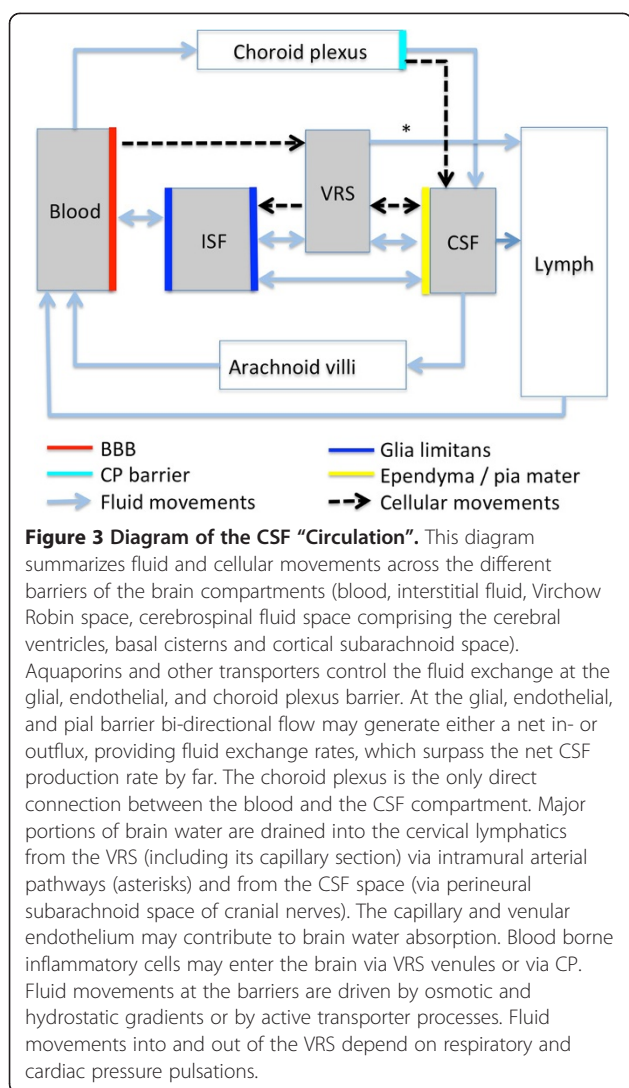 Choroid plexus
*
VRS
Blood
ISF
CSF
Lymph
Arachnoid villi
BBB
Glia limitans
CP barrier
Ependyma / pia mater
Fluid movements
Cellular movements
Figure 3 Diagram of the CSF “Circulation”. This diagram
summarizes fluid and cellular movements across the different
barriers of the brain compartments (blood, interstitial fluid, Virchow
Robin space, cerebrospinal fluid space comprising the cerebral
ventricles, basal cisterns and cortical subarachnoid space).
Aquaporins and other transporters control the fluid exchange at the
glial, endothelial, and choroid plexus barrier. At the glial, endothelial,
and pial barrier bi-directional flow may generate either a net in- or
outflux, providing fluid exchange rates, which surpass the net CSF
production rate by far. The choroid plexus is the only direct
connection between the blood and the CSF compartment. Major
portions of brain water are drained into the cervical lymphatics
from the VRS (including its capillary section) via intramural arterial
pathways (asterisks) and from the CSF space (via perineural
subarachnoid space of cranial nerves). The capillary and venular
endothelium may contribute to brain water absorption. Blood borne
inflammatory cells may enter the brain via VRS venules or via CP.
Fluid movements at the barriers are driven by osmotic and
hydrostatic gradients or by active transporter processes. Fluid
movements into and out of the VRS depend on respiratory and
cardiac pressure pulsations.